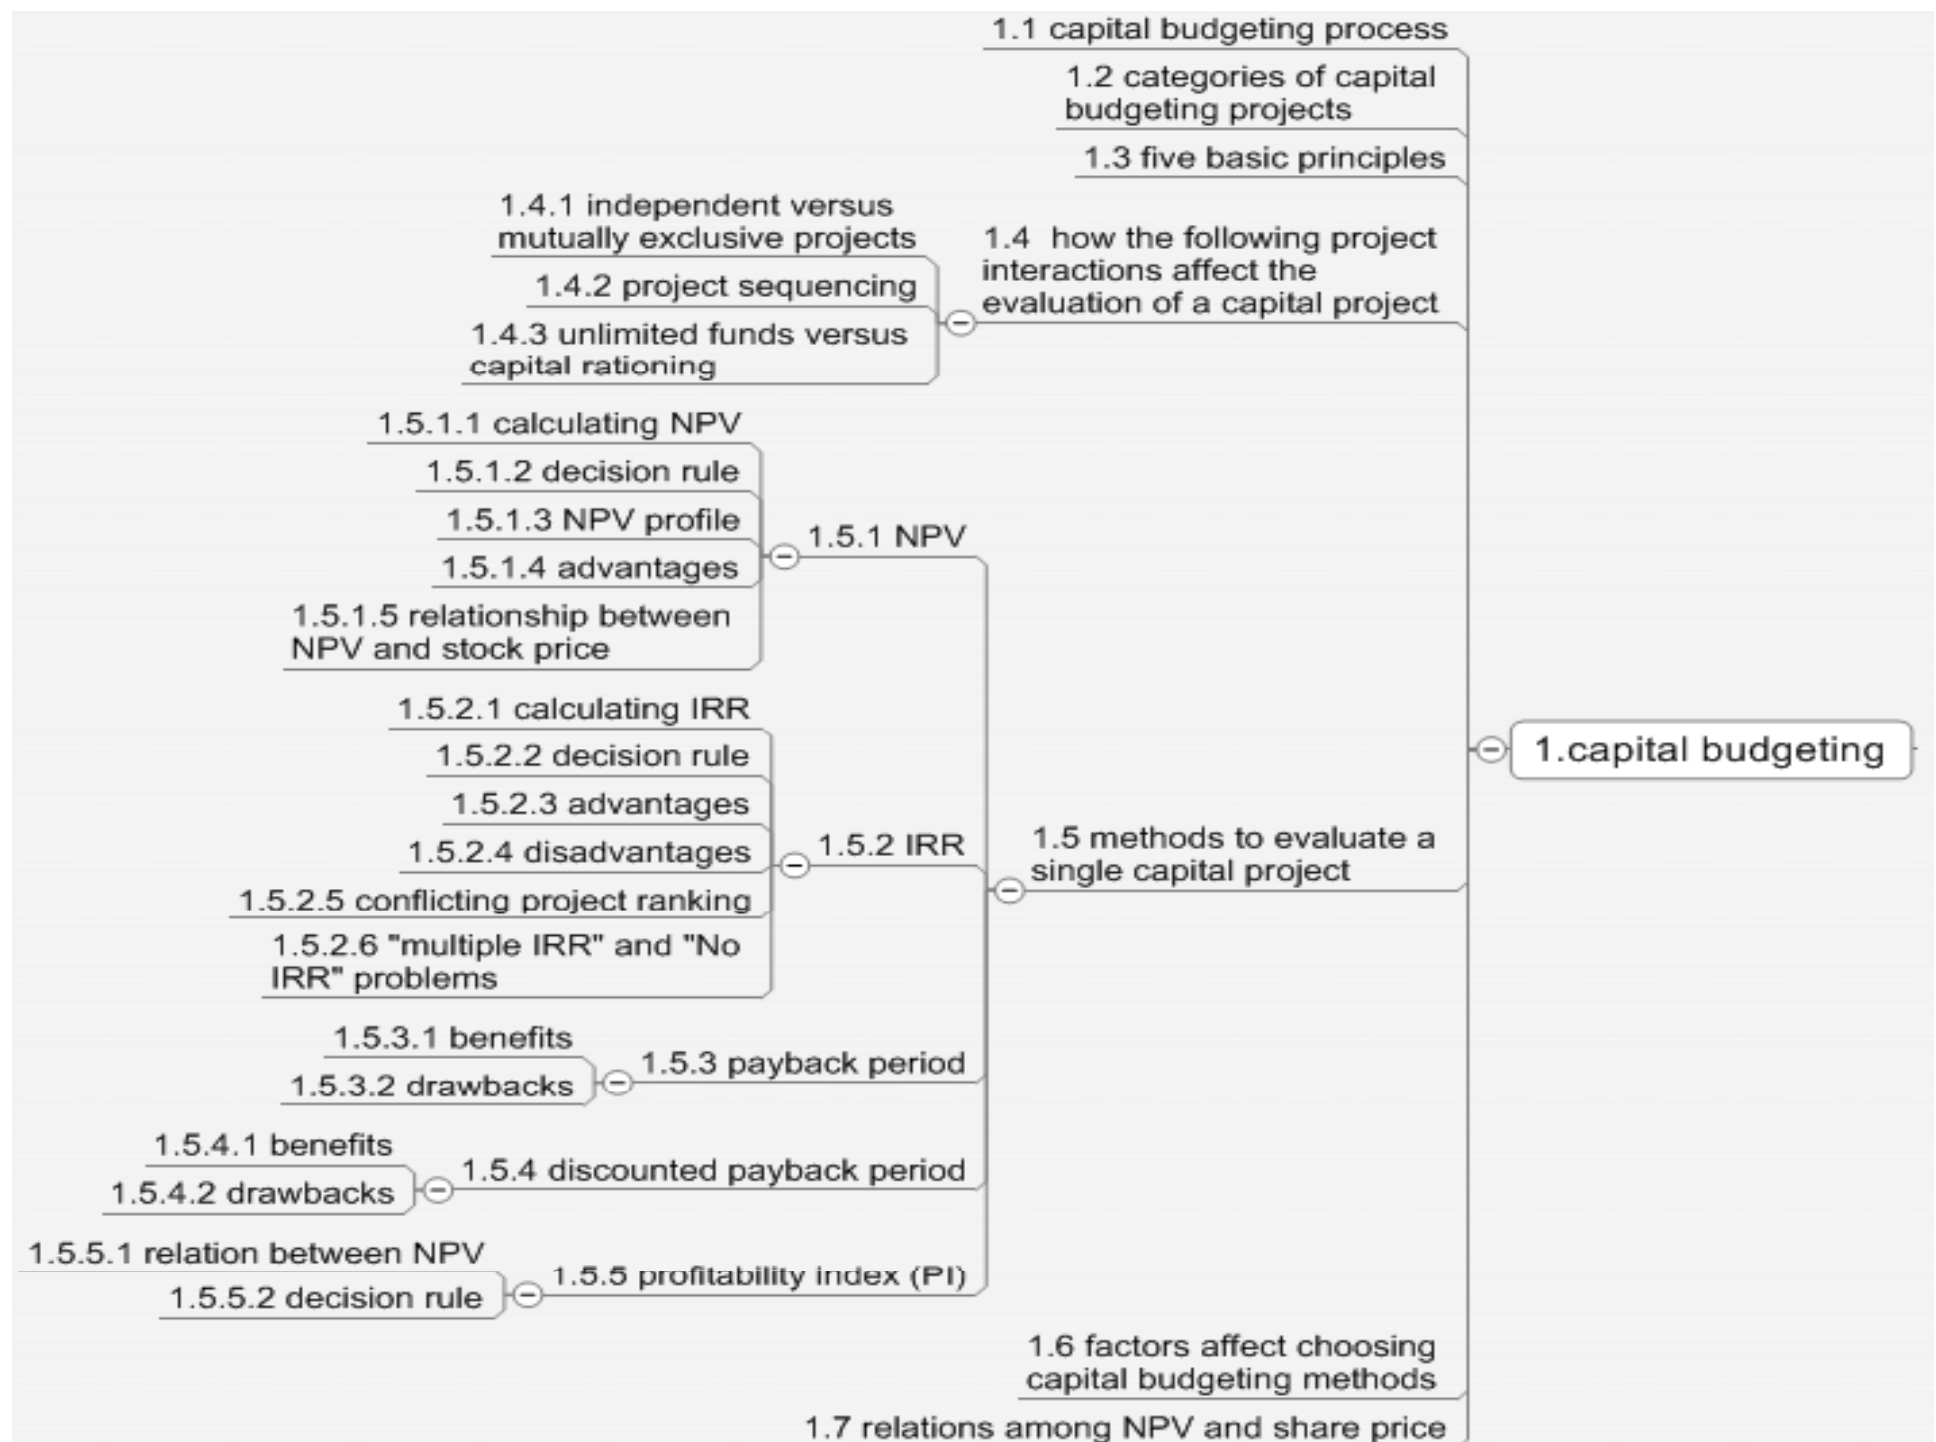 1.1 capital budgeting process
1.2 categories of capital
budgeting projects
1.3 five basic principles
1.4.1 independent versus
mutually exclusive projects
1.4.2 project sequencing
1.4.3 unlimited funds versus
capital rationing
1.4 how the following project
interactions affect the
evaluation of a capital project
1.5.1.1 calculating NPV
1.5.1.2 decision rule
1.5.1.3 NPV profile
1.5.1.4 advantages
1.5.1.5 relationship between
NPV and stock price
1.5.1 NPV
1.5.2.1 calculating IRR
1.5.2.2 decision rule
1.5.2.3 advantages
1.5.2.4 disadvantages
1.5.2.5 conflicting project ranking
1.5.2.6 "multiple IRR" and "No
IRR" problems
1.5.2 IRR
1.5.3.1 benefits
1.5.3.2 drawbacks
1.5.3 payback period
1.5.4.1 benefits
1.5.4.2 drawbacks
1.5.4 discounted payback period
1.5.5.1 relation between NPV
1.5.5.2 decision rule
1.5.5 profitability index (PI)
1.5 methods to evaluate a
single capital project
1.capital budgeting
1.6 factors affect choosing
capital budgeting methods
1.7 relations among NPV and share price